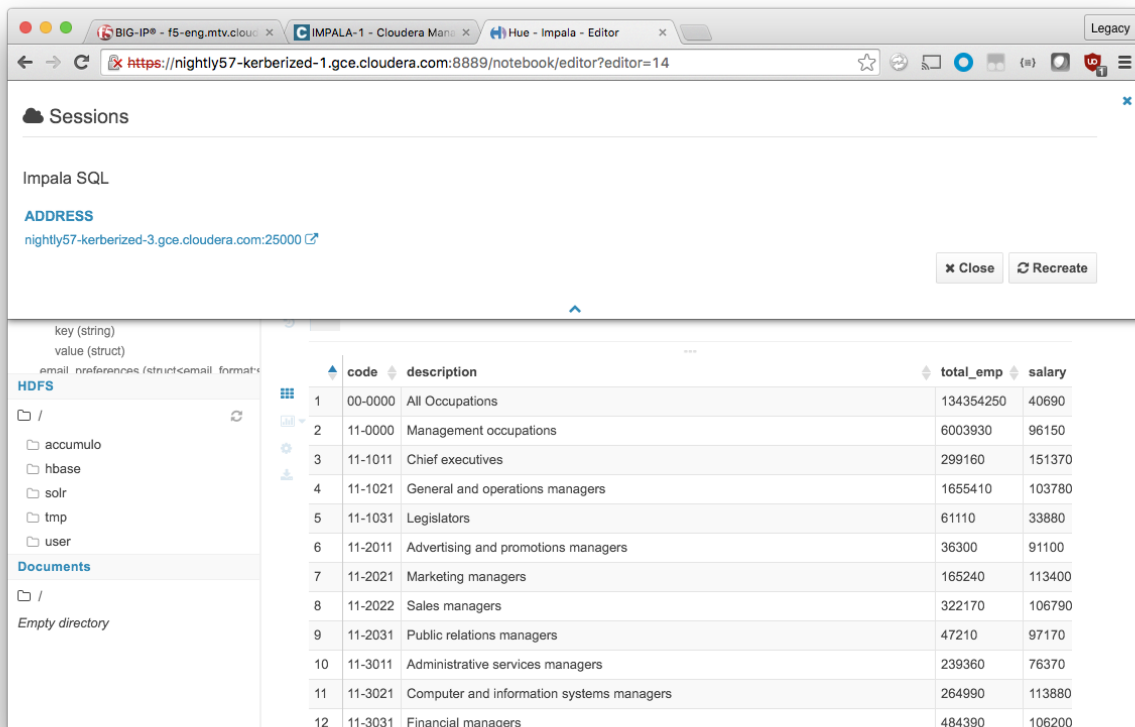 BIG-IP® - f5-eng.mtv.cloud
IMPALA-1 - Cloudera Mana
Hue - Impala - Editor
Legacy
https://nightly57-kerberized-1.gce.cloudera.com:8889/notebook/editor?editor=14
1
Sessions
Impala SQL
ADDRESS
nightly57-kerberized-3.gce.cloudera.com:25000
Close
Recreate
key (string)
value (struct)
email_preferences (struct<email_format:s
HDFS
/
accumulo
hbase
solr
tmp
user
Documents
/
Empty directory
code description total_emp salary
1 00-0000 All Occupations 134354250 40690
2 11-0000 Management occupations 6003930 96150
3 11-1011 Chief executives 299160 151370
4 11-1021 General and operations managers 1655410 103780
5 11-1031 Legislators 61110 33880
6 11-2011 Advertising and promotions managers 36300 91100
7 11-2021 Marketing managers 165240 113400
8 11-2022 Sales managers 322170 106790
9 11-2031 Public relations managers 47210 97170
10 11-3011 Administrative services managers 239360 76370
11 11-3021 Computer and information systems managers 264990 113880
12 11-3031 Financial managers 484390 106200